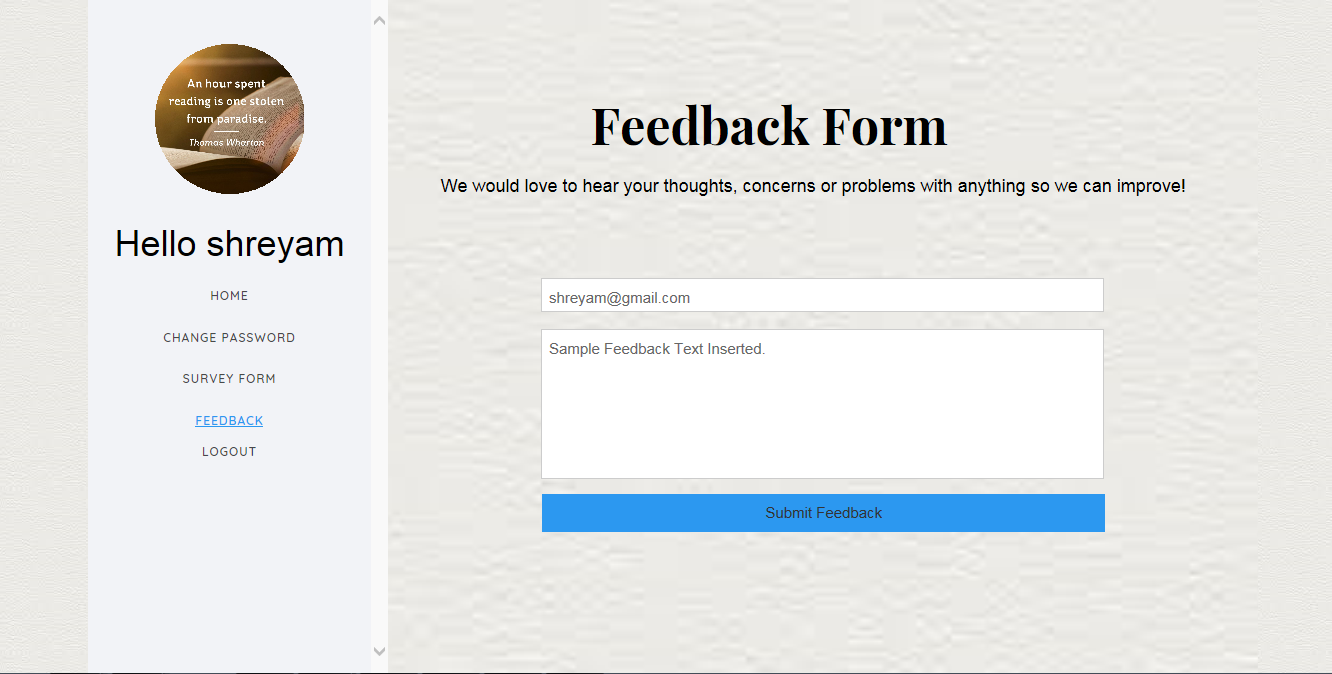 An hour spent
reading is one stolen
from paradise.
Thomas Wharton
Hello shreyam
HOME
CHANGE PASSWORD
SURVEY FORM
FEEDBACK
LOGOUT
Feedback Form
We would love to hear your thoughts, concerns or problems with anything so we can improve!
shreyam@gmail.com
Sample Feedback Text Inserted.
Submit Feedback